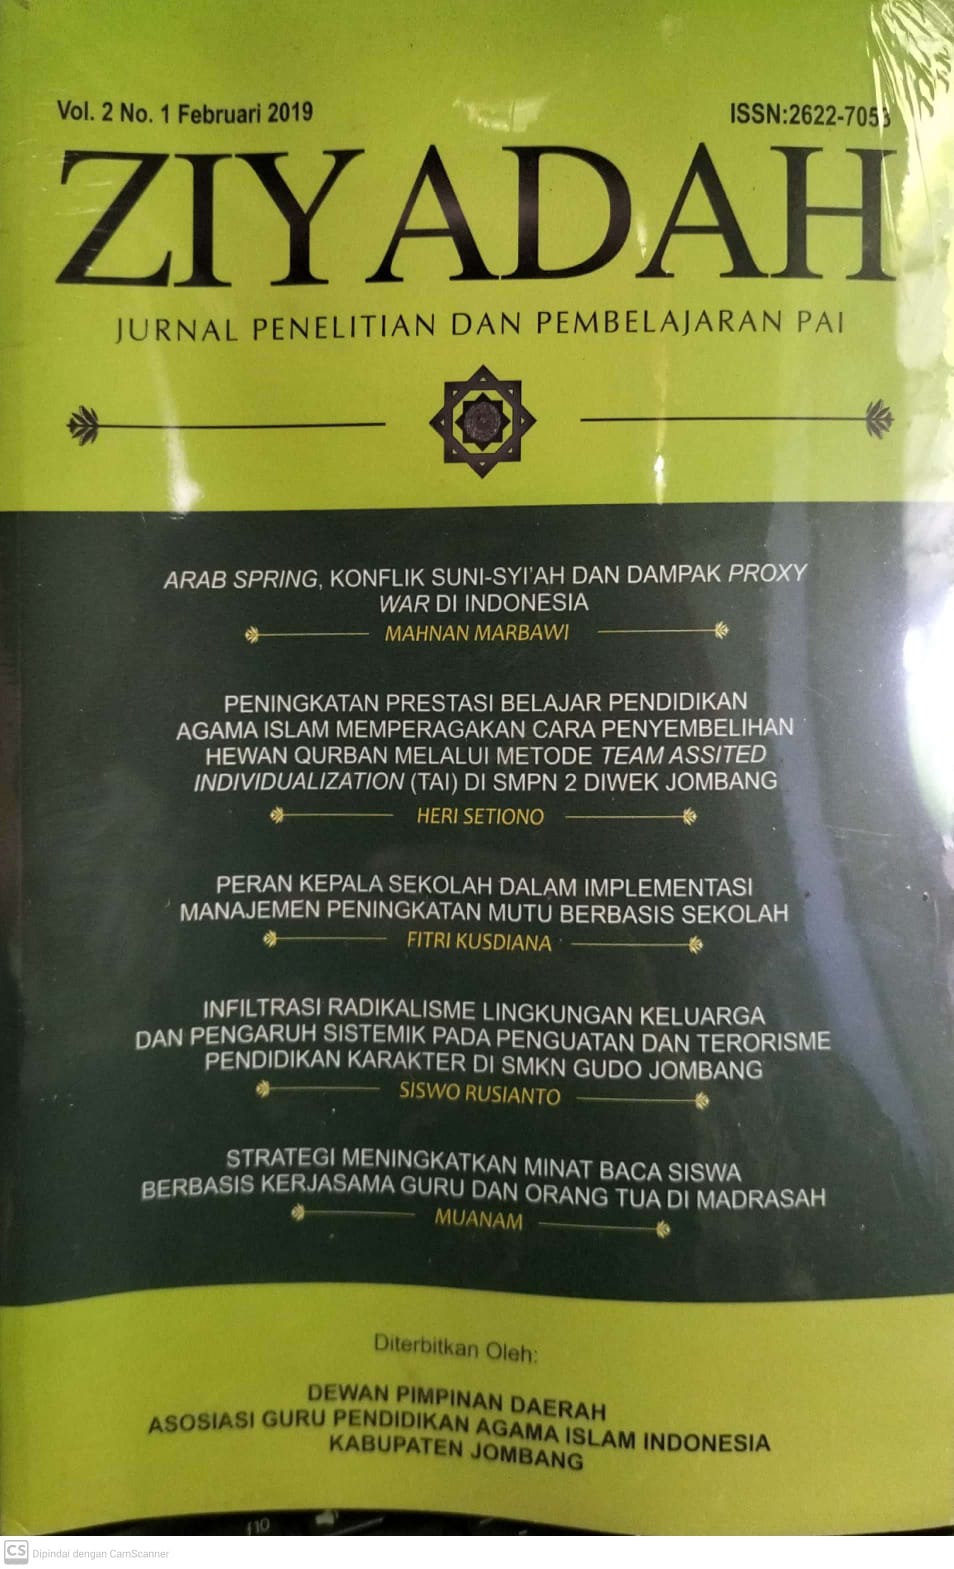 Vol. 2 No. 1 Februari 2019
ISSN:2622-7053
ZIYADAH
JURNAL PENELITIAN DAN PEMBELAJARAN PAI
ARAB SPRING, KONFLIK SUNI-SYI'AH DAN DAMPAK PROXY
WAR DI INDONESIA
MAHNAN MARBAWI
PENINGKATAN PRESTASI BELAJAR PENDIDIKAN
AGAMA ISLAM MEMPERAGAKAN CARA PENYEMBELIHAN
HEWAN QURBAN MELALUI METODE TEAM ASSITED
INDIVIDUALIZATION (TAI) DI SMPN 2 DIWEK JOMBANG
HERI SETIONO
PERAN KEPALA SEKOLAH DALAM IMPLEMENTASI
MANAJEMEN PENINGKATAN MUTU BERBASIS SEKOLAH
FITRI KUSDIANA
INFILTRASI RADIKALISME LINGKUNGAN KELUARGA
DAN PENGARUH SISTEMIK PADA PENGUATAN DAN TERORISME
PENDIDIKAN KARAKTER DI SMKN GUDO JOMBANG
SISWO RUSIANTO
STRATEGI MENINGKATKAN MINAT BACA SISWA
BERBASIS KERJASAMA GURU DAN ORANG TUA DI MADRASAH
MUANAM
Diterbitkan Oleh:
DEWAN PIMPINAN DAERAH
ASOSIASI GURU PENDIDIKAN AGAMA ISLAM INDONESIA
KABUPATEN JOMBANG
f10
CS Dipindai dengan CamScanner